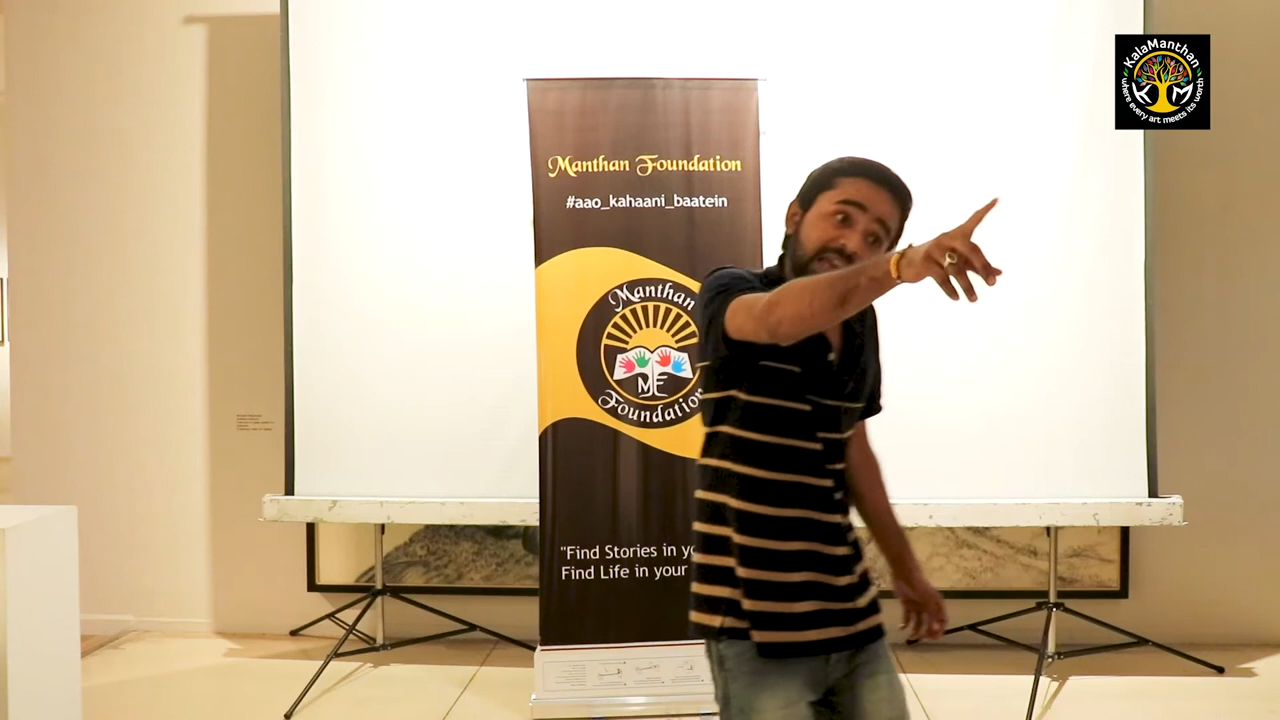 KalaManthan
K M
where every art meets its worth
Manthan Foundation
#aao_kahaani_baatein
Manthan
MF
Foundation
"Find Stories in yo
Find Life in your